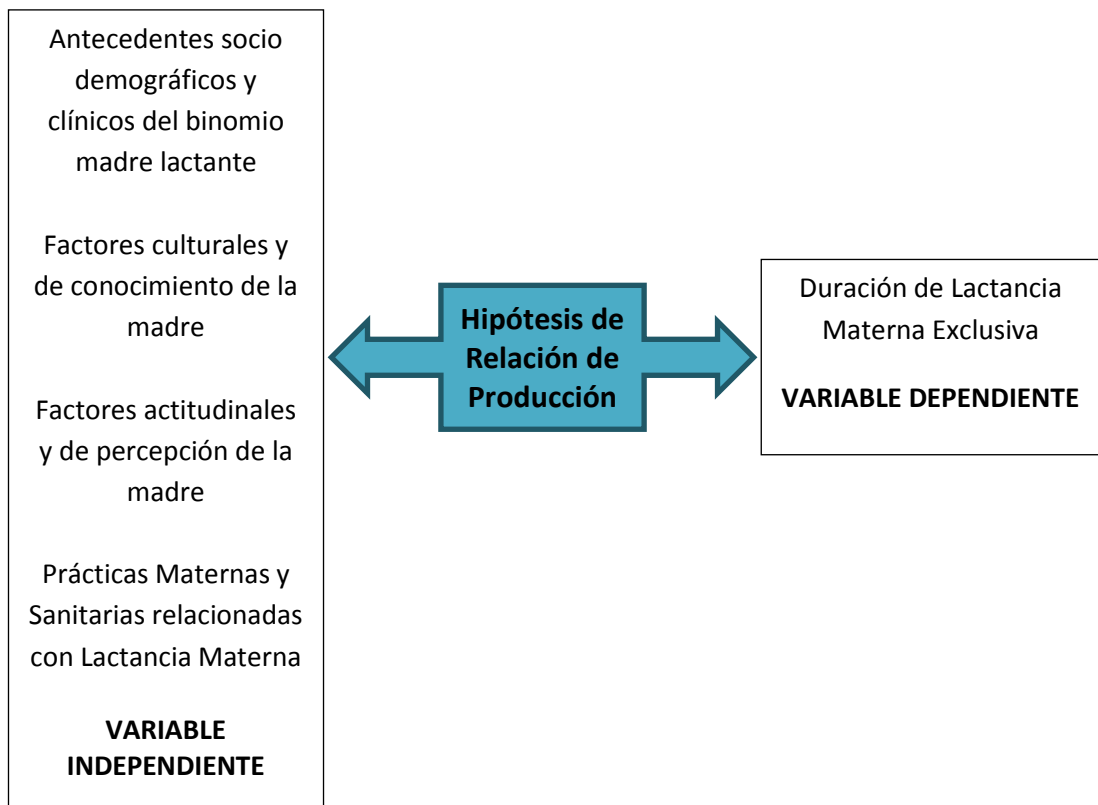 Antecedentes socio
demográficos y
clínicos del binomio
madre lactante
Factores culturales y
de conocimiento de la
madre
Factores actitudinales
y de percepción de la
madre
Prácticas Maternas y
Sanitarias relacionadas
con Lactancia Materna
VARIABLE
INDEPENDIENTE
Hipótesis de
Relación de
Producción
Duración de Lactancia
Materna Exclusiva
VARIABLE DEPENDIENTE